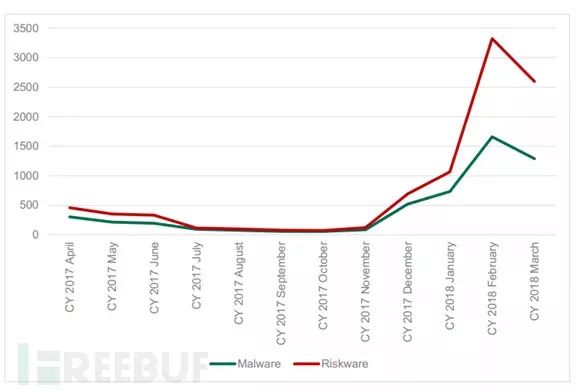 3500
3000
2500
2000
1500
1000
500
0
CY 2017 April
CY 2017 May
CY 2017 June
CY 2017 July
CY 2017 August
CY 2017 September
CY 2017 October
CY 2017 November
CY 2017 December
CY 2018 January
CY 2018 February
CY 2018 March
Malware Riskware
REEBUF